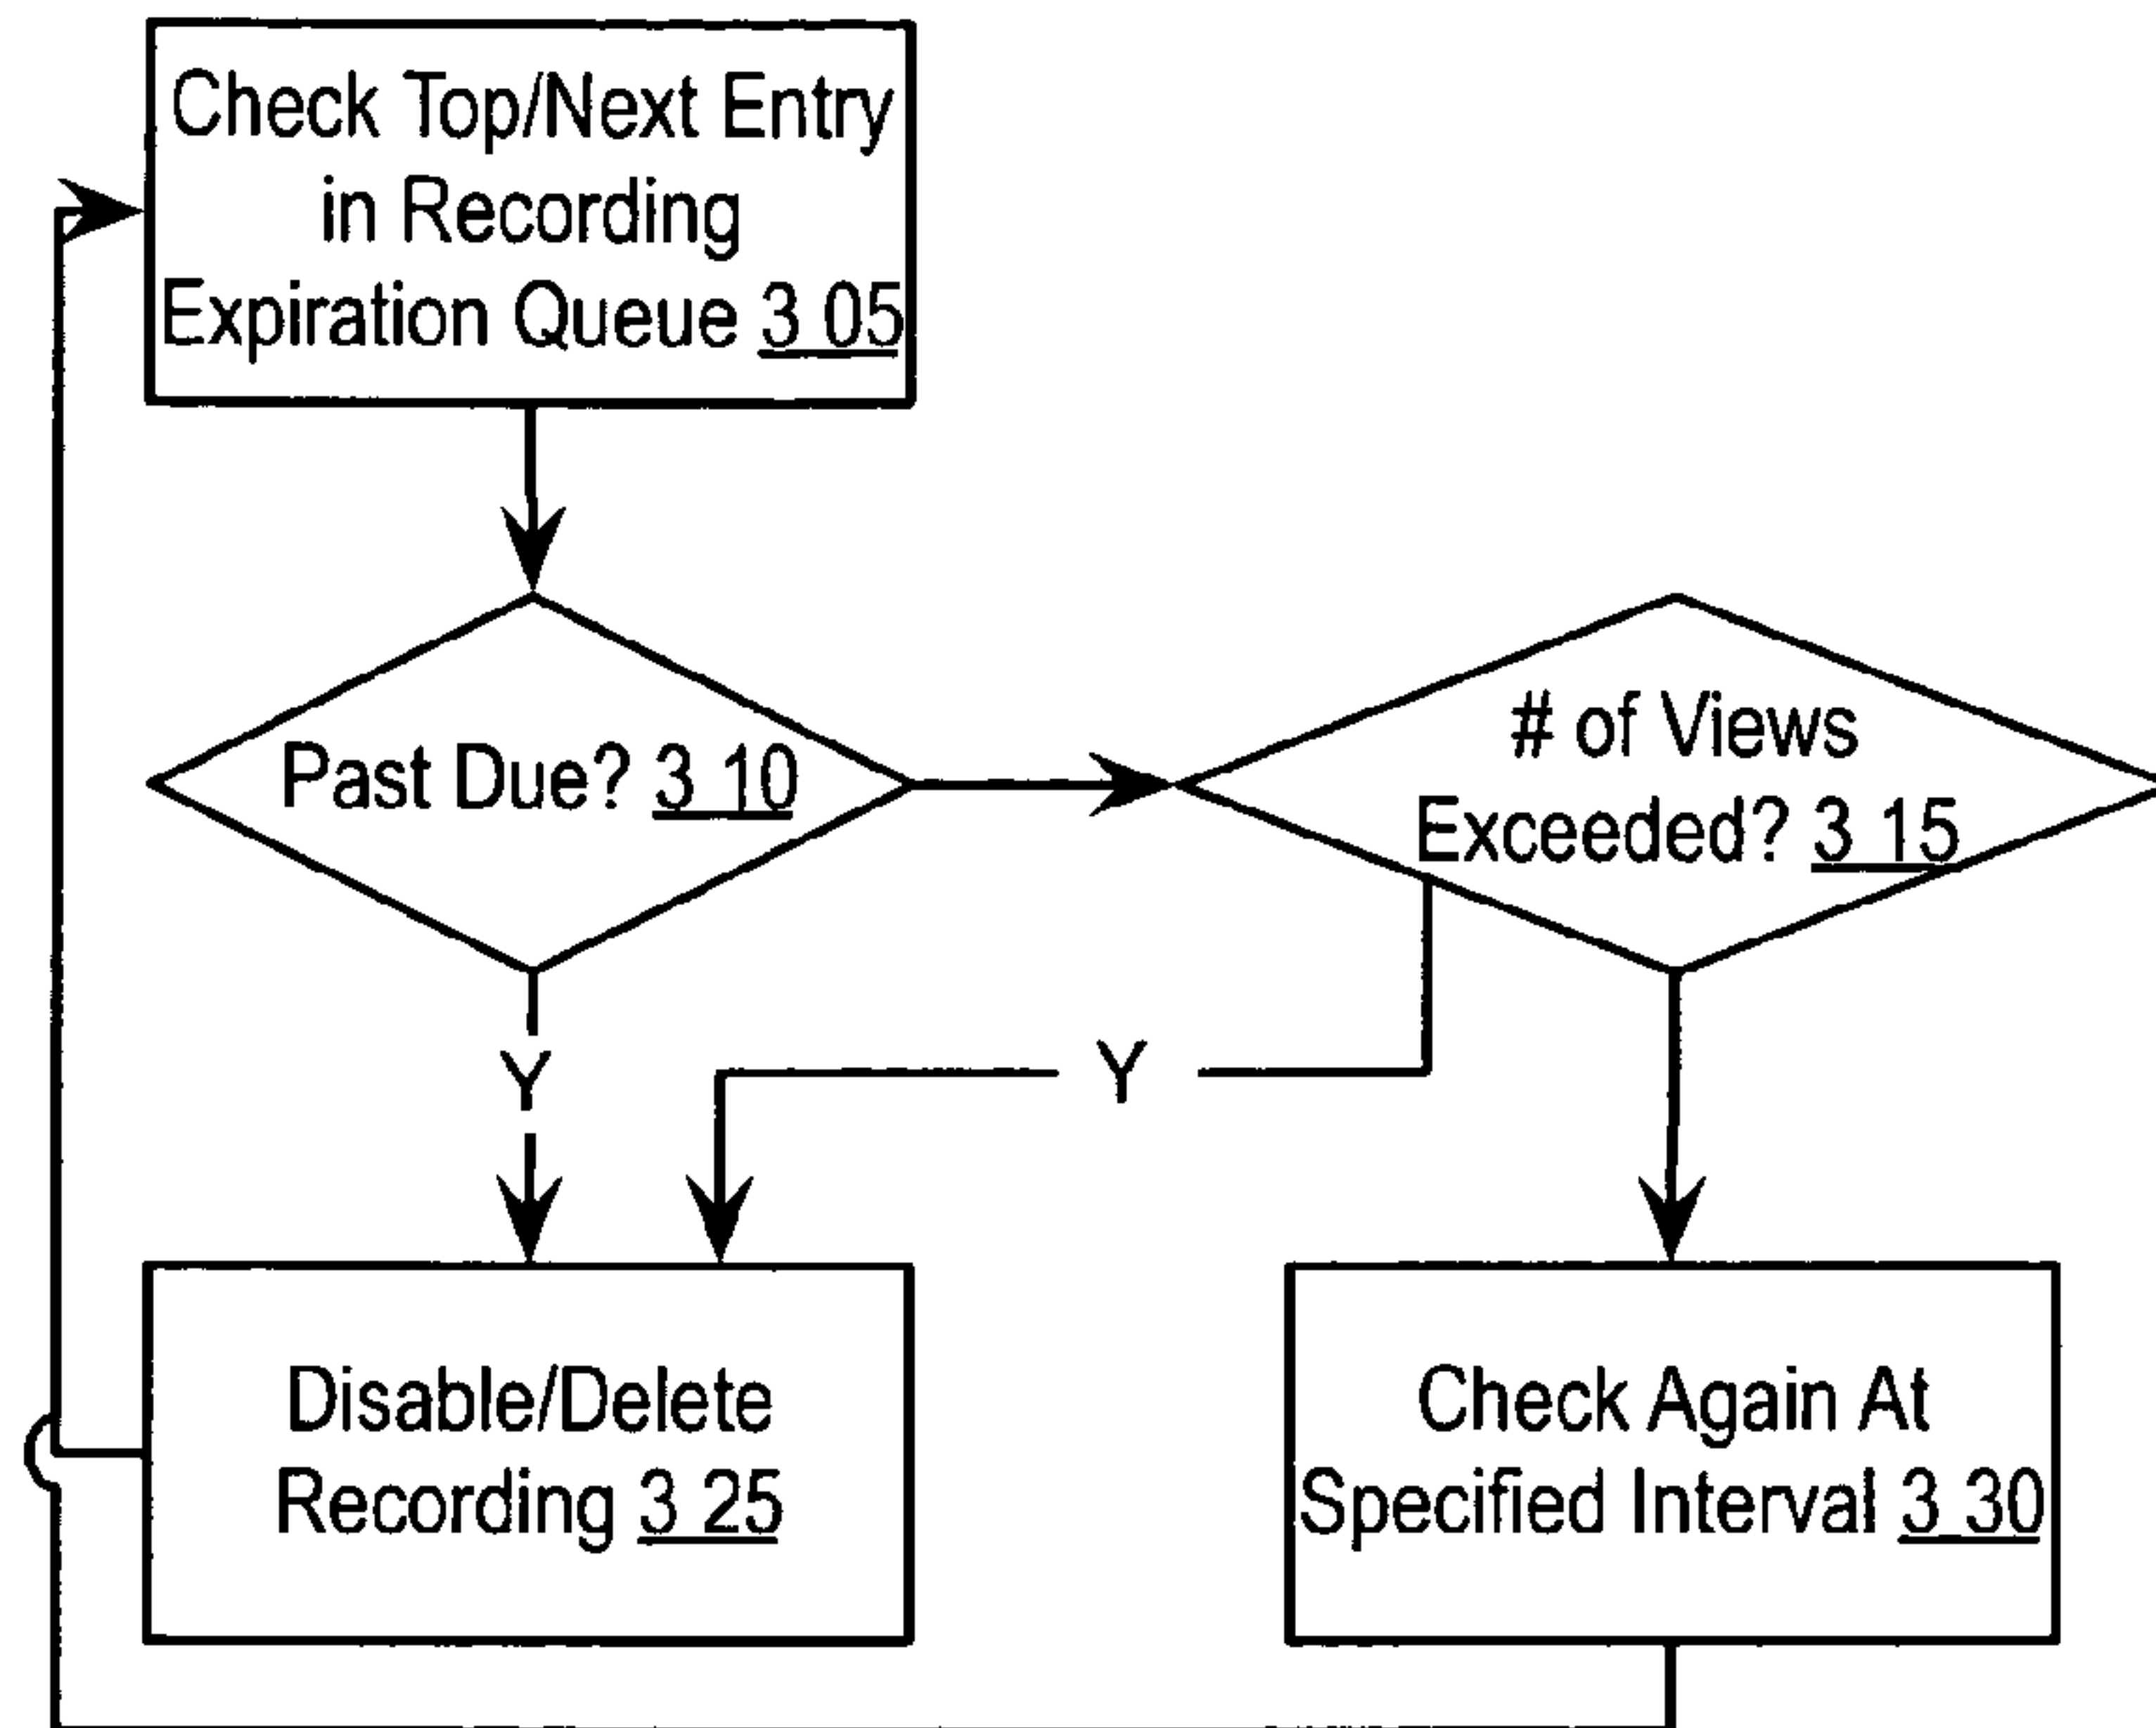 Check Top/Next Entry
in Recording
Expiration Queue 3 05
Past Due? 3 10
# of Views
Exceeded? 3 15
Y
Y
Disable/Delete
Recording 3 25
Check Again At
Specified Interval 3 30